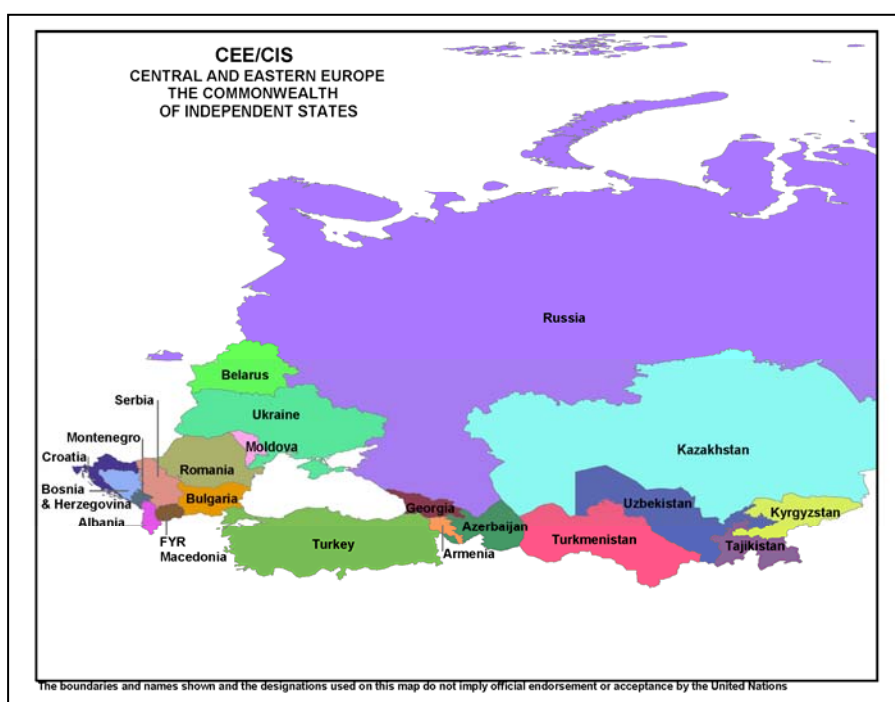 CEE/CIS
CENTRAL AND EASTERN EUROPE
THE COMMONWEALTH
OF INDEPENDENT STATES
Russia
Belarus
Serbia
Ukraine
Montenegro
Moldova
Croatia
Romania
Kazakhstan
Bosnia
& Herzegovina
Bulgaria
Georgia
Uzbekistan
Kyrgyzstan
Albania
Azerbaijan
FYR
Macedonia
Turkey
Armenia
Turkmenistan
Tajikistan
The boundaries and names shown and the designations used on this map do not imply official endorsement or acceptance by the United Nations